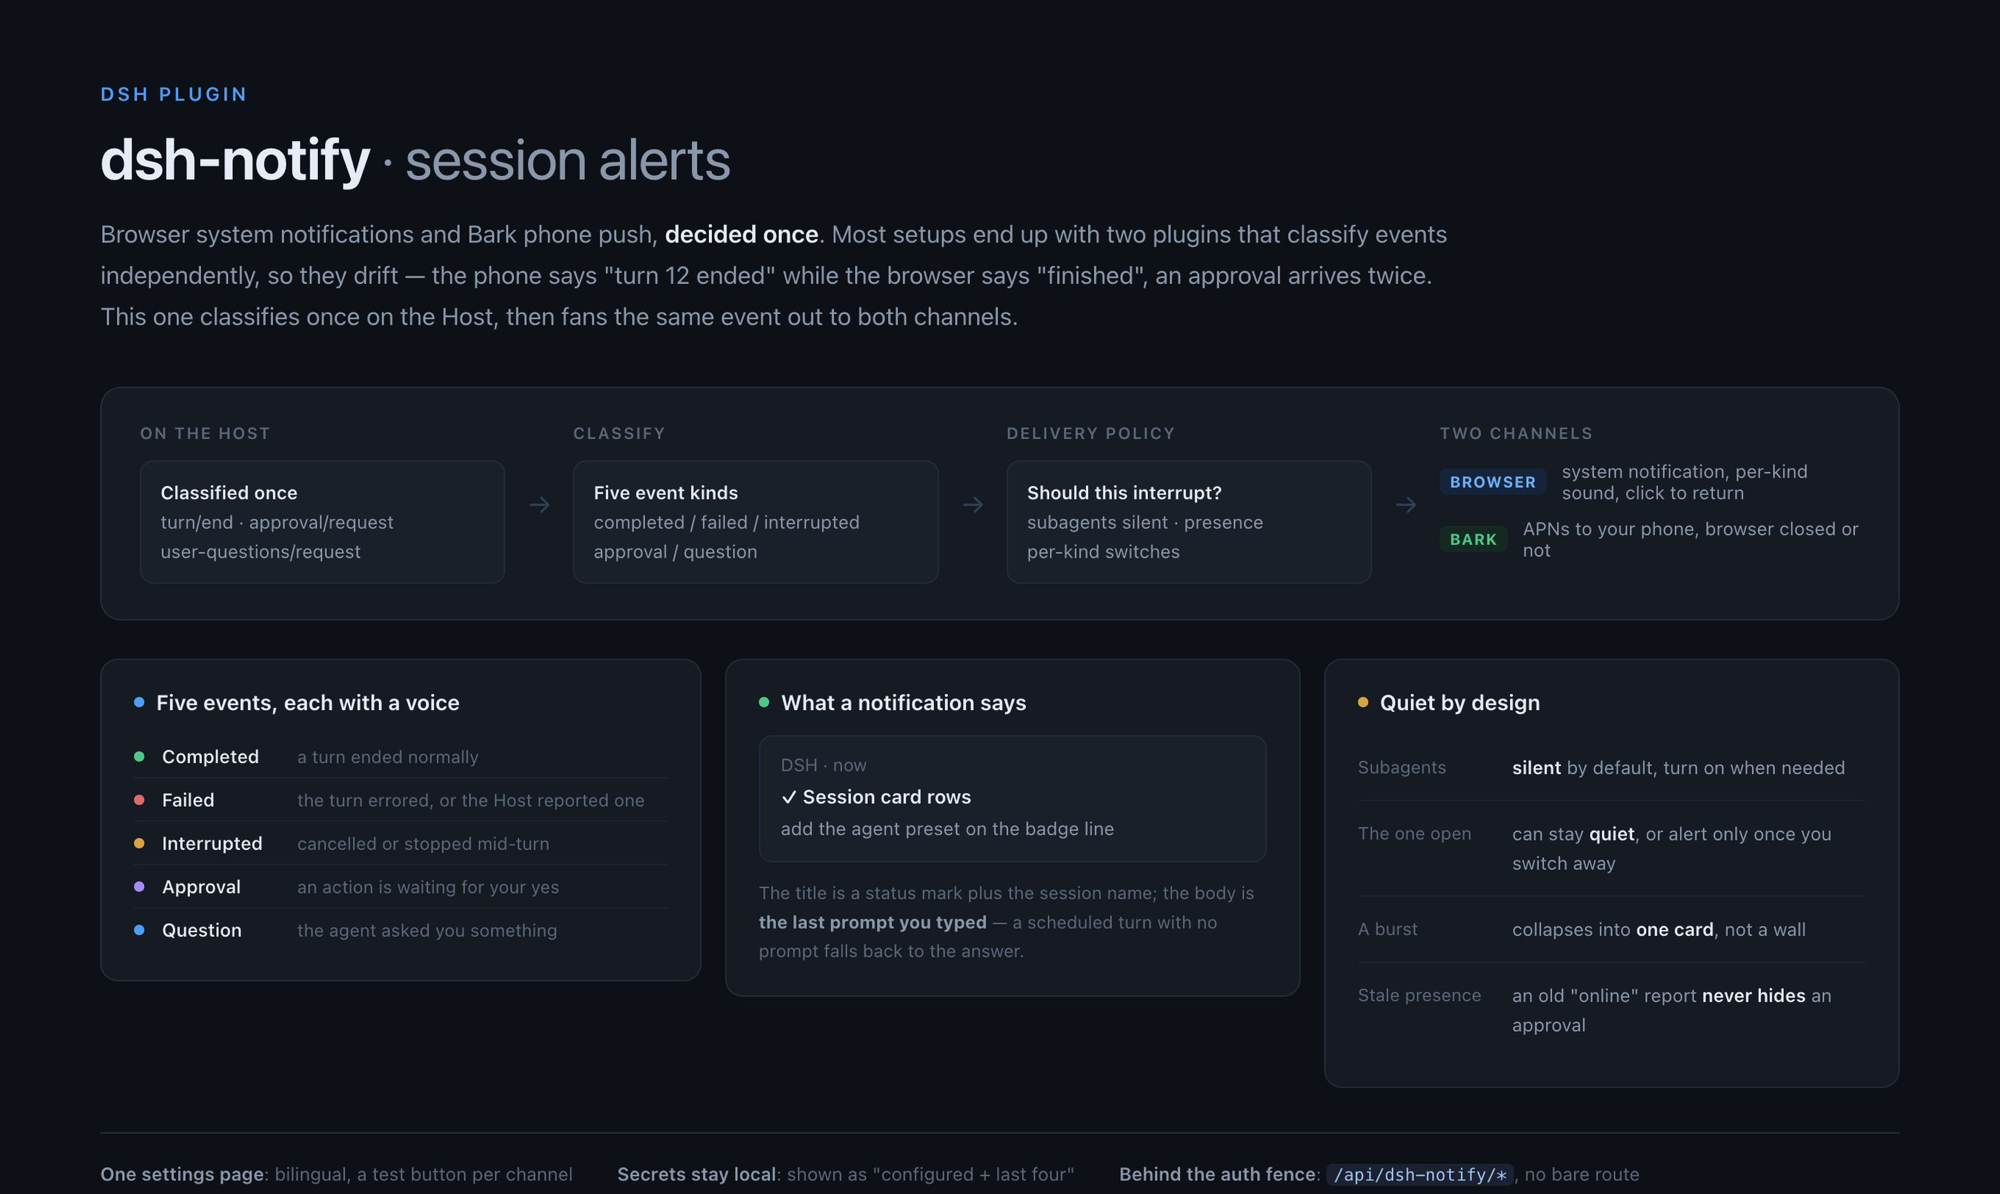 DSH PLUGIN
dsh-notify · session alerts
Browser system notifications and Bark phone push, decided once. Most setups end up with two plugins that classify events
independently, so they drift — the phone says "turn 12 ended" while the browser says "finished", an approval arrives twice.
This one classifies once on the Host, then fans the same event out to both channels.
ON THE HOST
Classified once
turn/end · approval/request
user-questions/request
→
CLASSIFY
Five event kinds
completed / failed / interrupted
approval / question
→
DELIVERY POLICY
Should this interrupt?
subagents silent · presence
per-kind switches
→
TWO CHANNELS
BROWSER
system notification, per-kind
sound, click to return
BARK
APNs to your phone, browser closed or
not
Five events, each with a voice
Completed a turn ended normally
Failed the turn errored, or the Host reported one
Interrupted cancelled or stopped mid-turn
Approval an action is waiting for your yes
Question the agent asked you something
What a notification says
DSH · now
✓ Session card rows
add the agent preset on the badge line
The title is a status mark plus the session name; the body is
the last prompt you typed — a scheduled turn with no
prompt falls back to the answer.
Quiet by design
Subagents silent by default, turn on when needed
The one open can stay quiet, or alert only once you
switch away
A burst collapses into one card, not a wall
Stale presence an old "online" report never hides an
approval
One settings page: bilingual, a test button per channel
Secrets stay local: shown as "configured + last four"
Behind the auth fence: /api/dsh-notify/*, no bare route